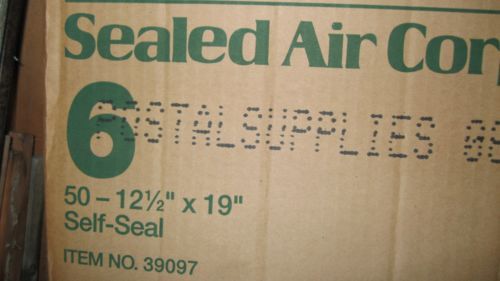 Sealed Air Cor
6
POSTALSUPPLIES
50 – 12½" x 19"
Self-Seal
ITEM NO. 39097